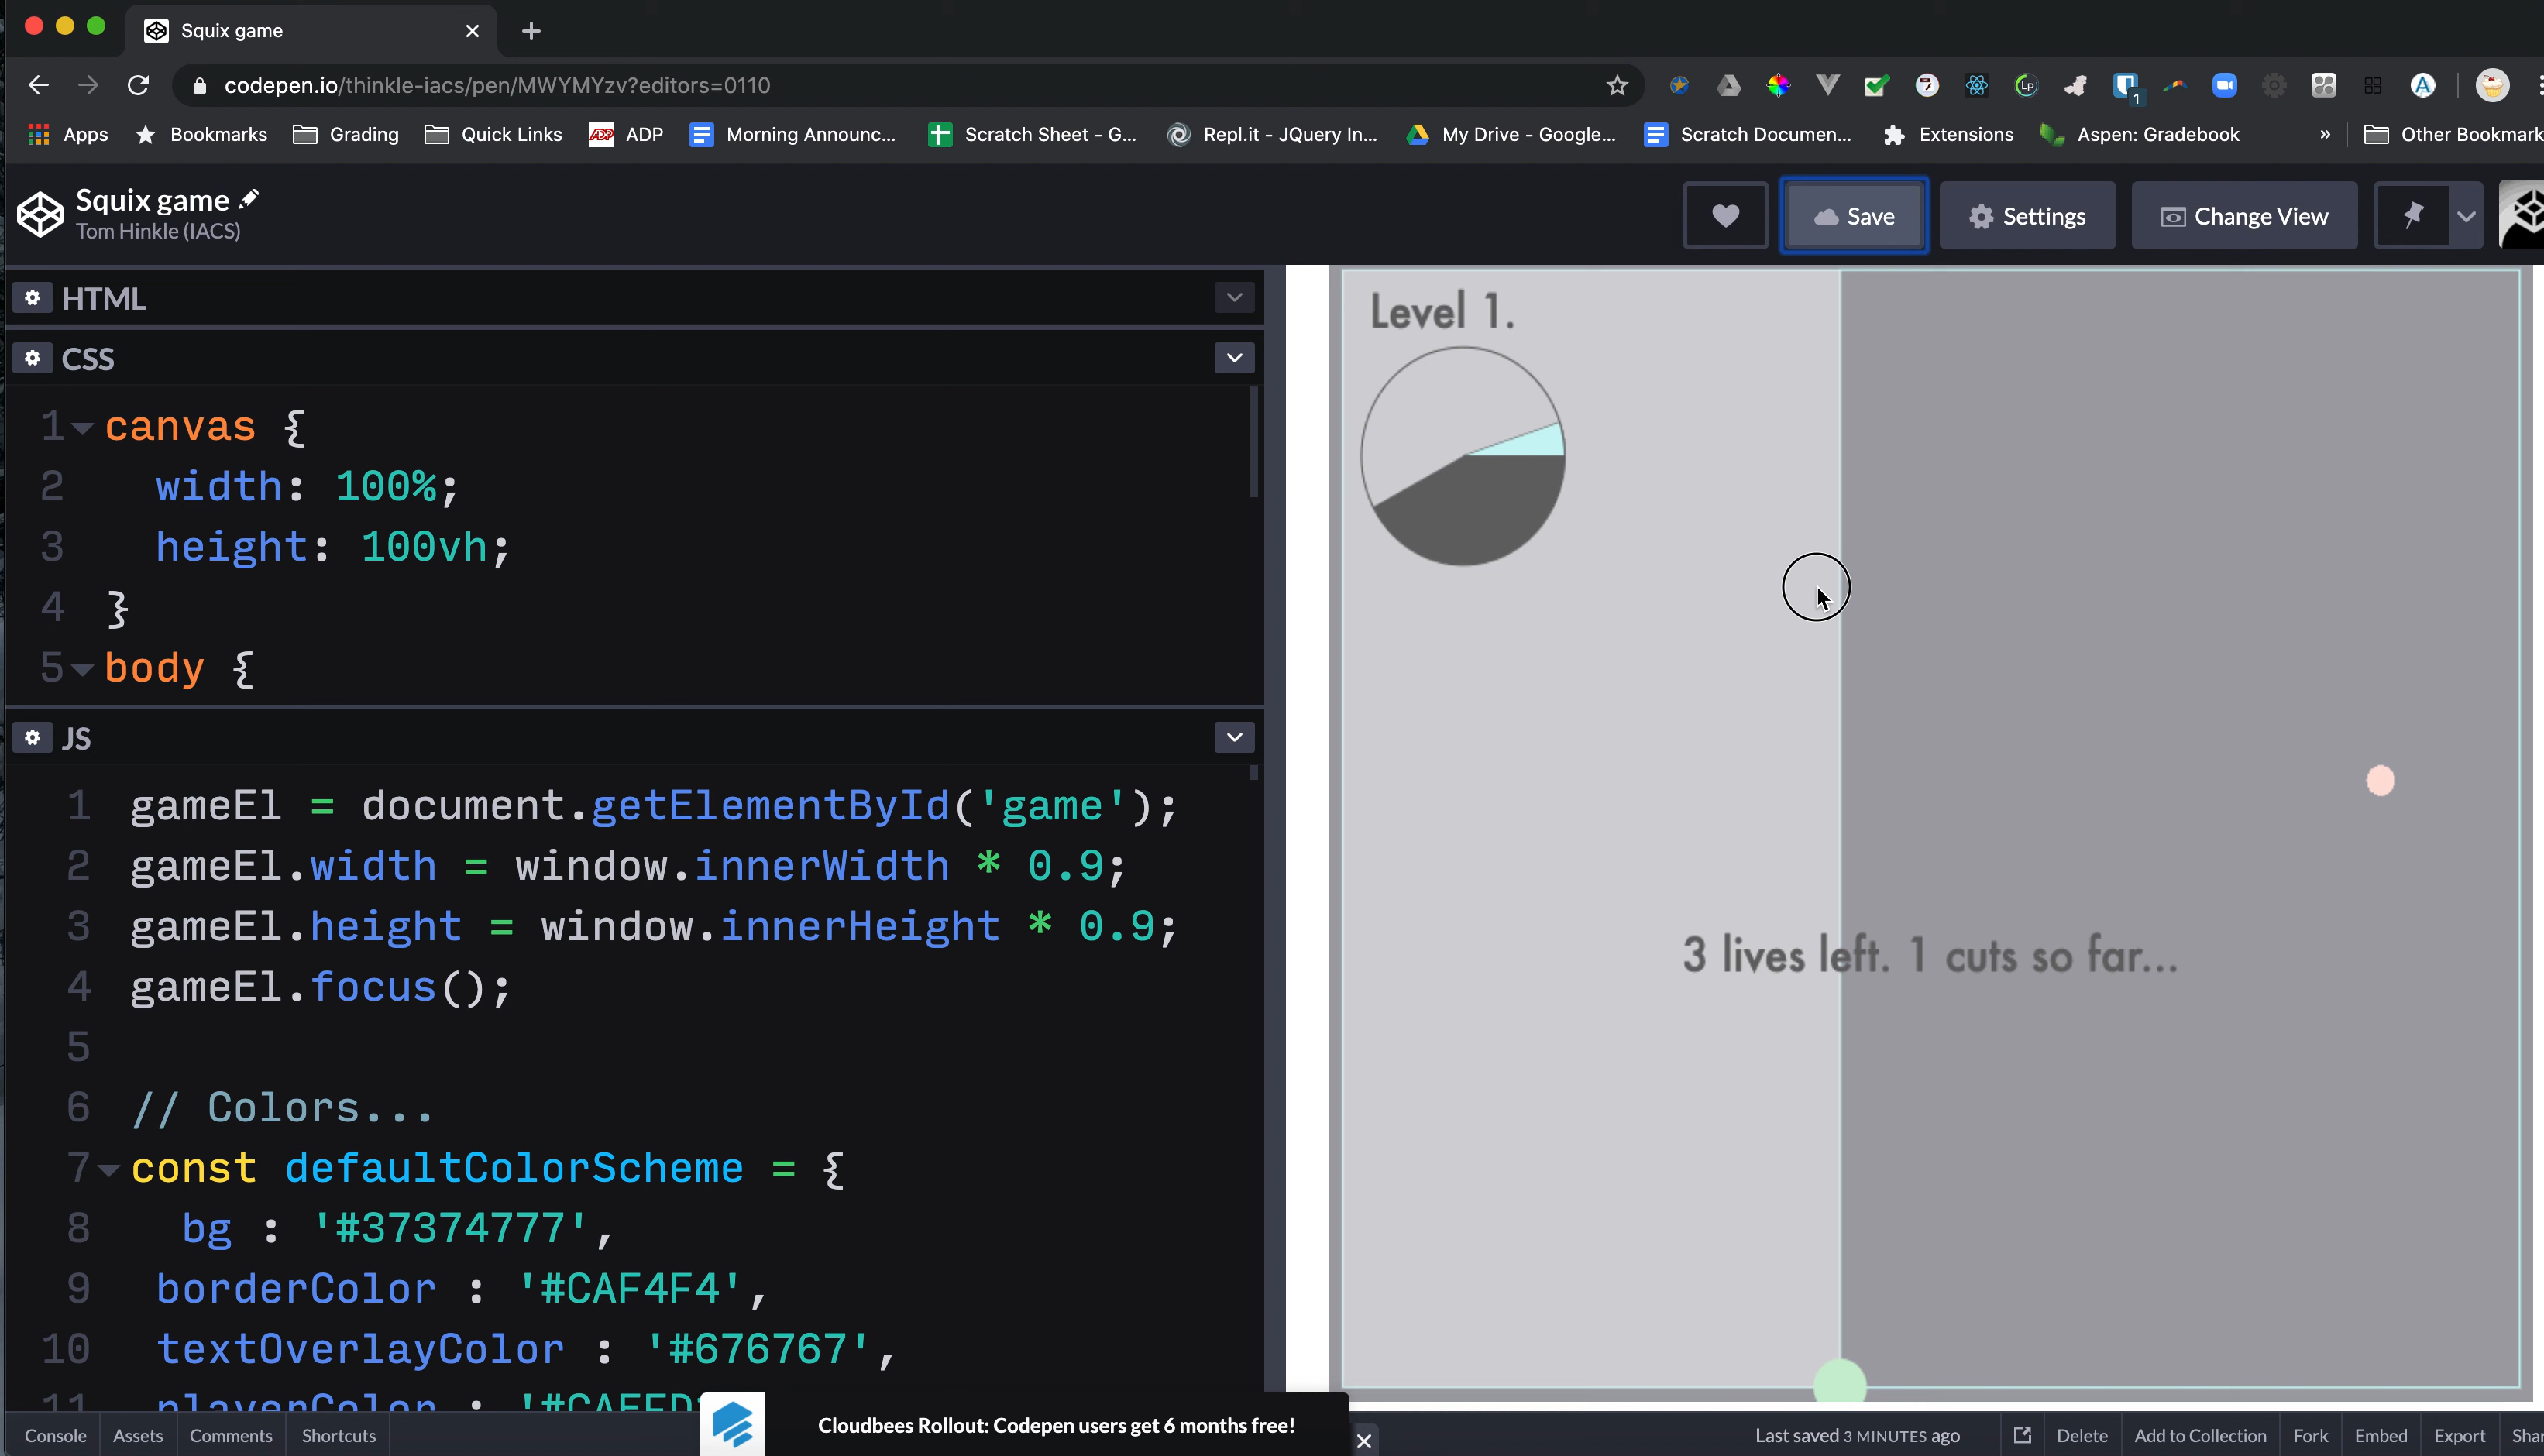 Squix game
codepen.io/thinkle-iacs/pen/MWYMYzv?editors=0110
1
Apps Bookmarks Grading Quick Links ADP ADP Morning Announc... Scratch Sheet - G... Repl.it - JQuery In... My Drive - Google... Scratch Documen... Extensions Aspen: Gradebook » Other Bookmark
Squix game
Tom Hinkle (IACS)
Save Settings Change View
HTML
CSS
1 canvas {
2 width: 100%;
3 height: 100vh;
4 }
5 body {
JS
1 gameEl = document.getElementById('game');
2 gameEl.width = window.innerWidth * 0.9;
3 gameEl.height = window.innerHeight * 0.9;
4 gameEl.focus();
5
6 // Colors...
7 const defaultColorScheme = {
8 bg : '#37374777',
9 borderColor : '#CAF4F4',
10 textOverlayColor : '#676767',
11 playerColor :
Level 1.
3 lives left. 1 cuts so far...
Console Assets Comments Shortcuts
Cloudbees Rollout: Codepen users get 6 months free!
Last saved 3 MINUTES ago Delete Add to Collection Fork Embed Export Sha